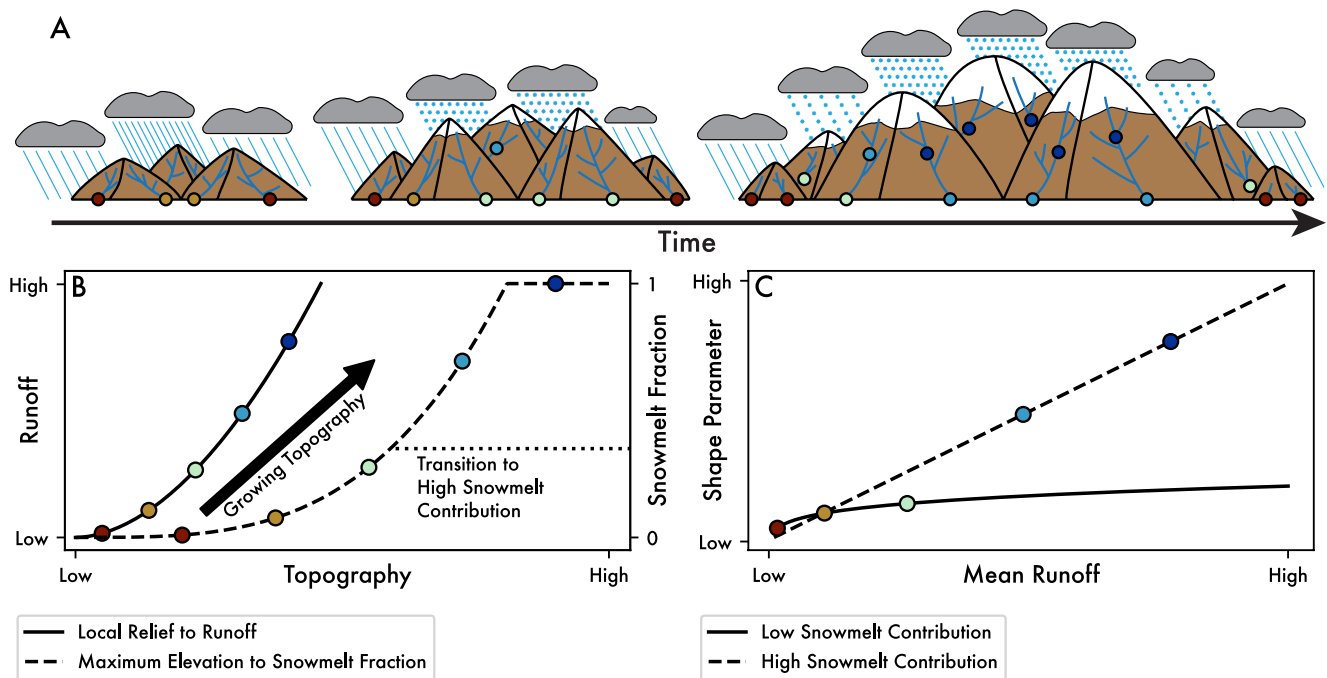 A
Time
B
High
Runoff
Low
Growing Topography
Transition to
High Snowmelt
Contribution
1
Snowmelt Fraction
0
Low
Topography
High
Local Relief to Runoff
Maximum Elevation to Snowmelt Fraction
C
High
Shape Parameter
Low
Low
Mean Runoff
High
Low Snowmelt Contribution
High Snowmelt Contribution